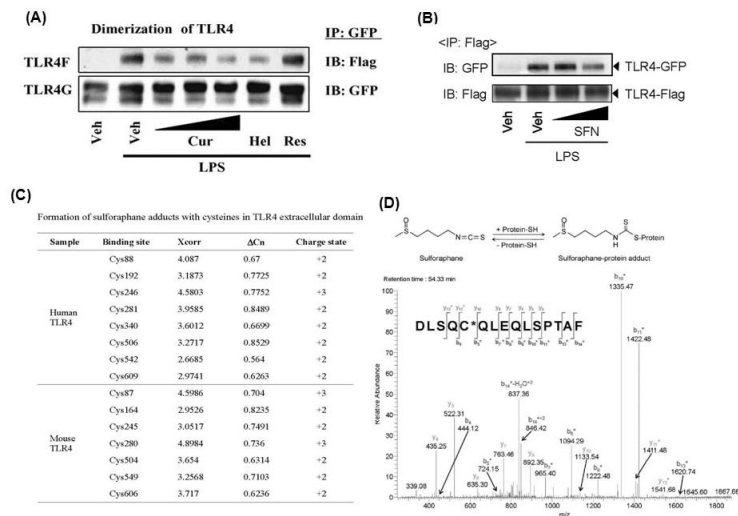 (A)
Dimerization of TLR4
IP: GFP
TLR4F
IB: Flag
TLR4G
IB: GFP
Veh
Veh
Cur
Hel
Res
LPS
(B)
<IP: Flag>
IB: GFP
TLR4-GFP
IB: Flag
TLR4-Flag
Veh
Veh
SFN
LPS
(C)
Formation of sulforaphane adducts with cysteines in TLR4 extracellular domain
Sample Binding site Xcorr ΔCn Charge state
Human TLR4
Cys88 4.087 0.67 +2
Cys192 3.1873 0.7725 +2
Cys246 4.5803 0.7752 +3
Cys281 3.9585 0.8489 +2
Cys340 3.6012 0.6699 +2
Cys506 3.2717 0.8529 +2
Cys542 2.6685 0.564 +2
Cys609 2.9741 0.6263 +2
Mouse TLR4
Cys87 4.5986 0.704 +3
Cys164 2.9526 0.8235 +2
Cys245 3.0517 0.7491 +2
Cys280 4.8984 0.736 +3
Cys504 3.654 0.6314 +2
Cys549 3.2568 0.7103 +2
Cys606 3.717 0.6236 +2
(D)
+ Protein-SH
- Protein-SH
Sulforaphane
Sulforaphane-protein adduct
S-Protein
Retention time : 54.33 min
DLSQC*QLEQLSPTAF
Relative Abundance
100
90
80
70
60
50
40
30
20
10
0
339.08
435.25
522.31
444.12
635.30
724.15
763.46
837.36
846.42
892.35
965.40
1094.29
1133.54
1222.48
1335.47
1422.48
1411.48
1541.68
1620.74
1645.60
1867.66
400 600 800 1000 1200 1400 1600 1800
m/z